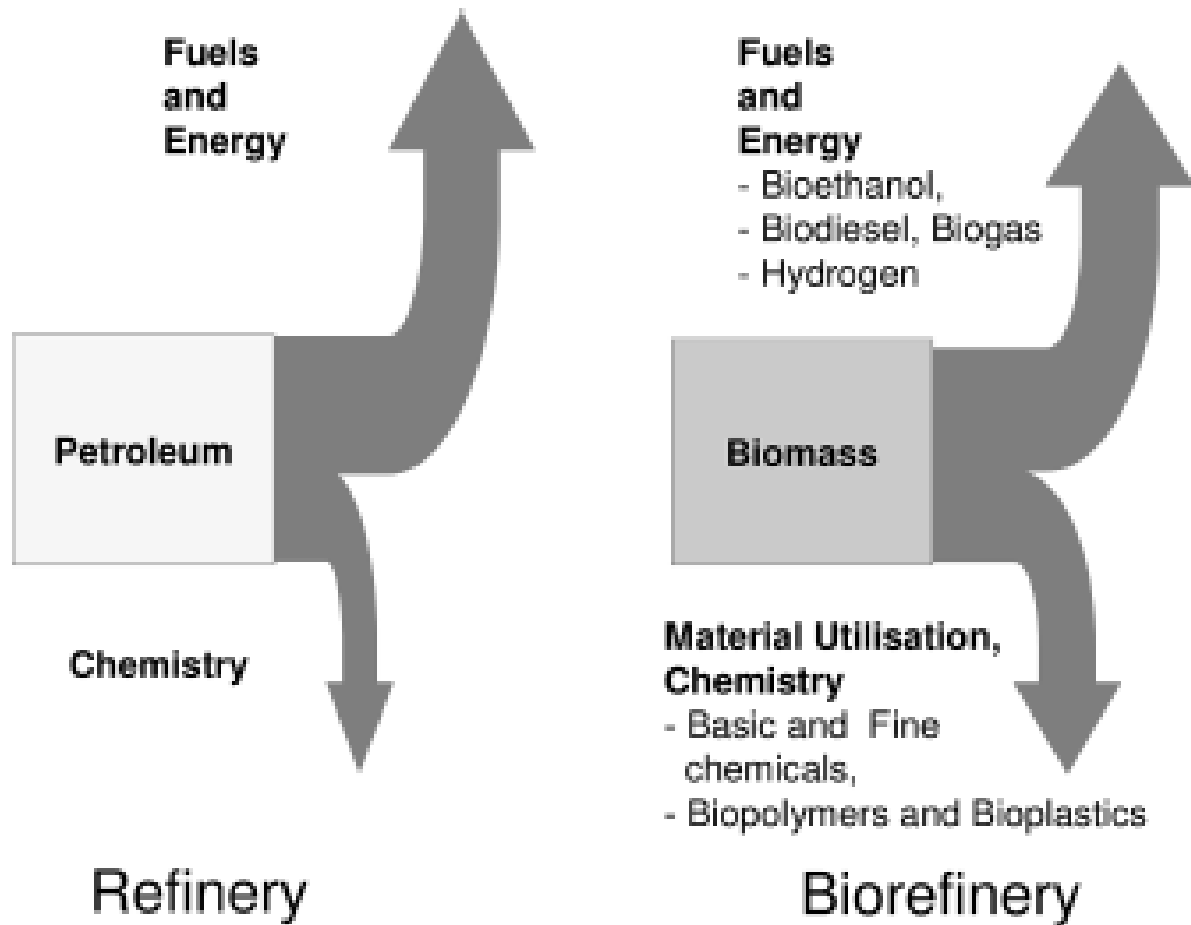 Fuels
and
Energy
Petroleum
Chemistry
Refinery
Fuels
and
Energy
- Bioethanol,
- Biodiesel, Biogas
- Hydrogen
Biomass
Material Utilisation,
Chemistry
- Basic and Fine
chemicals,
- Biopolymers and Bioplastics
Biorefinery